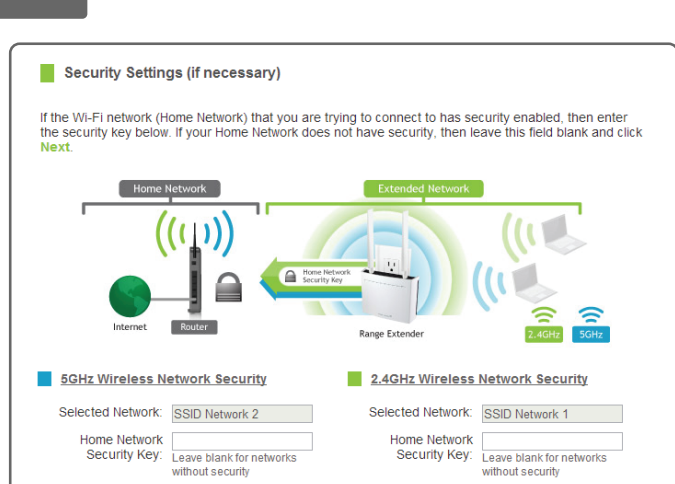 Security Settings (if necessary)
If the Wi-Fi network (Home Network) that you are trying to connect to has security enabled, then enter
the security key below. If your Home Network does not have security, then leave this field blank and click
Next.
Home Network
Extended Network
Home Network
Security Key
Internet
Router
Range Extender
2.4GHz
5GHz
5GHz Wireless Network Security
Selected Network: SSID Network 2
Home Network
Security Key:
Leave blank for networks
without security
2.4GHz Wireless Network Security
Selected Network: SSID Network 1
Home Network
Security Key:
Leave blank for networks
without security